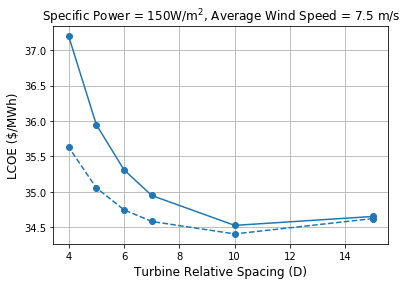 Specific Power = 150W/m², Average Wind Speed = 7.5 m/s
37.0
36.5
36.0
35.5
35.0
34.5
LCOE ($/MWh)
4 6 8 10 12 14
Turbine Relative Spacing (D)